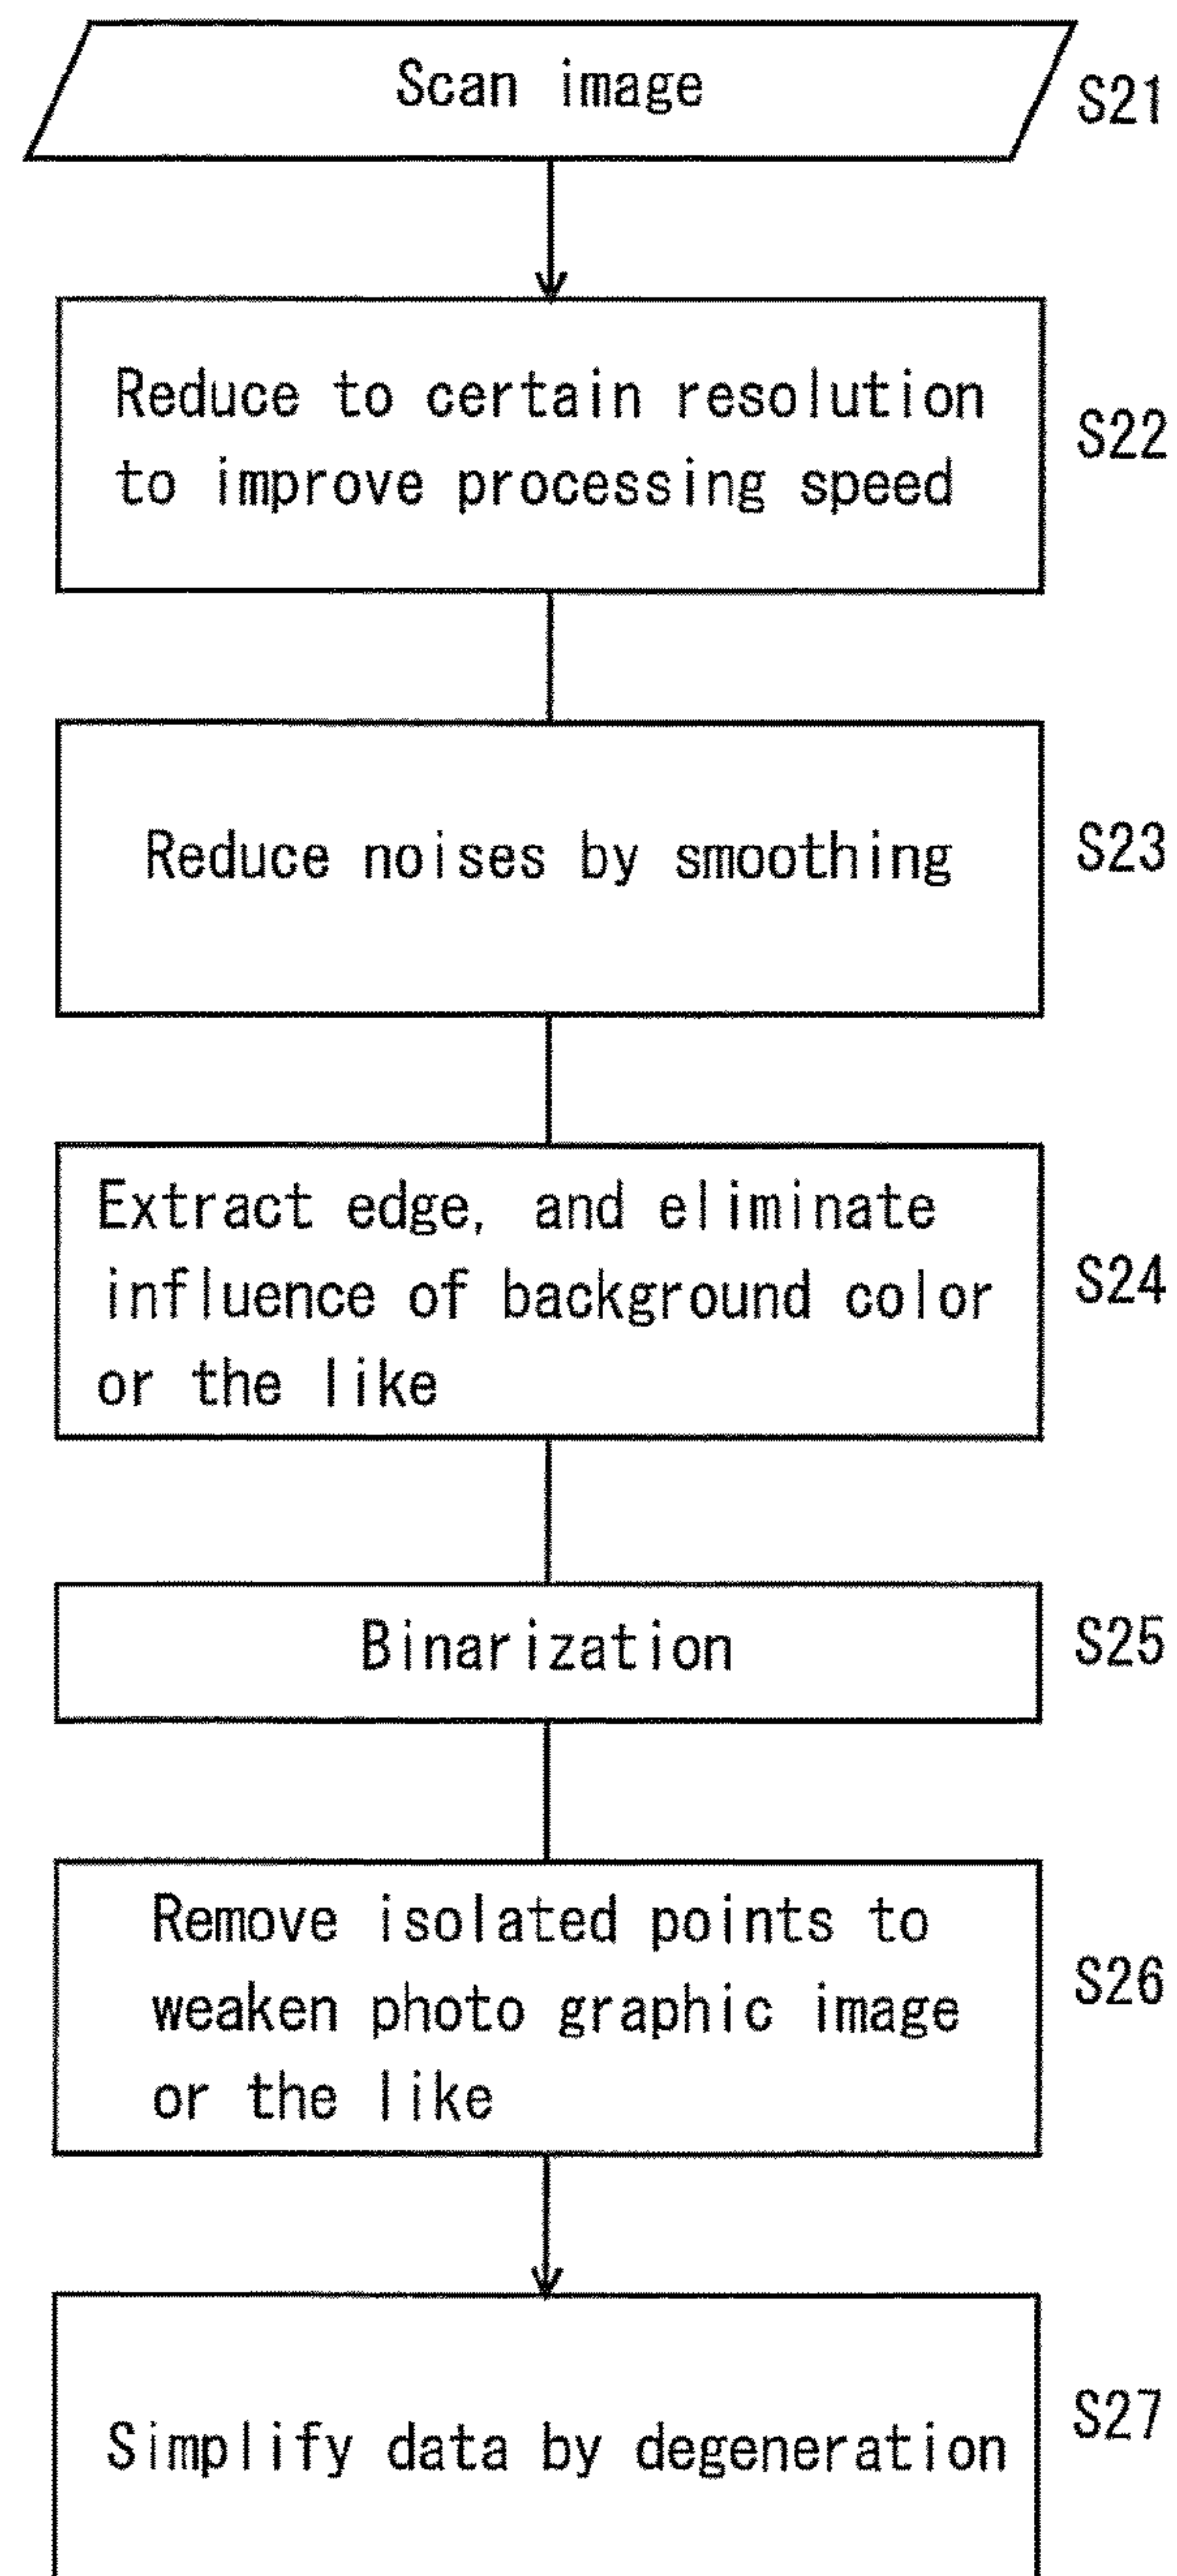 Scan image
S21
Reduce to certain resolution
to improve processing speed
S22
Reduce noises by smoothing
S23
Extract edge, and eliminate
influence of background color
or the like
S24
Binarization
S25
Remove isolated points to
weaken photo graphic image
or the like
S26
Simplify data by degeneration
S27